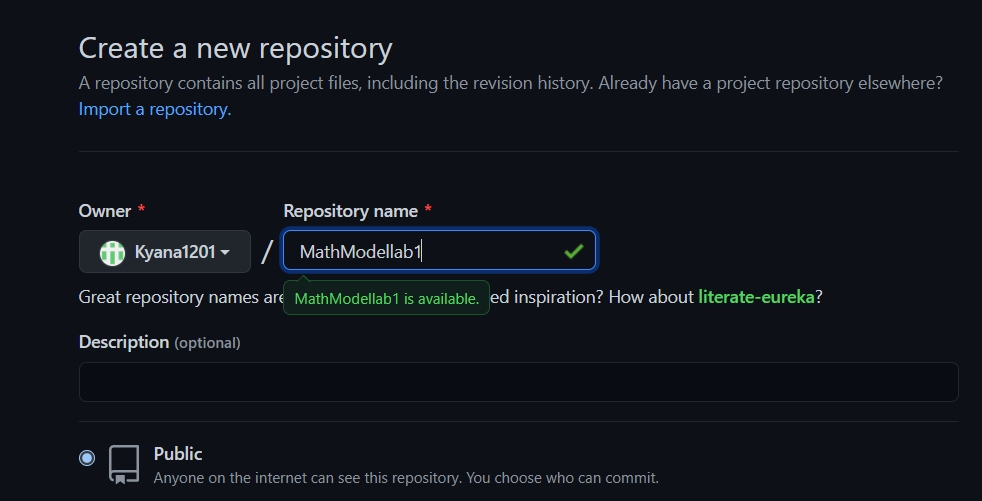 Create a new repository
A repository contains all project files, including the revision history. Already have a project repository elsewhere?
Import a repository.
Owner *
Repository name *
Kyana1201
/
MathModellab1
Great repository names are
MathModellab1 is available.
ed inspiration? How about literate-eureka?
Description (optional)
Public
Anyone on the internet can see this repository. You choose who can commit.